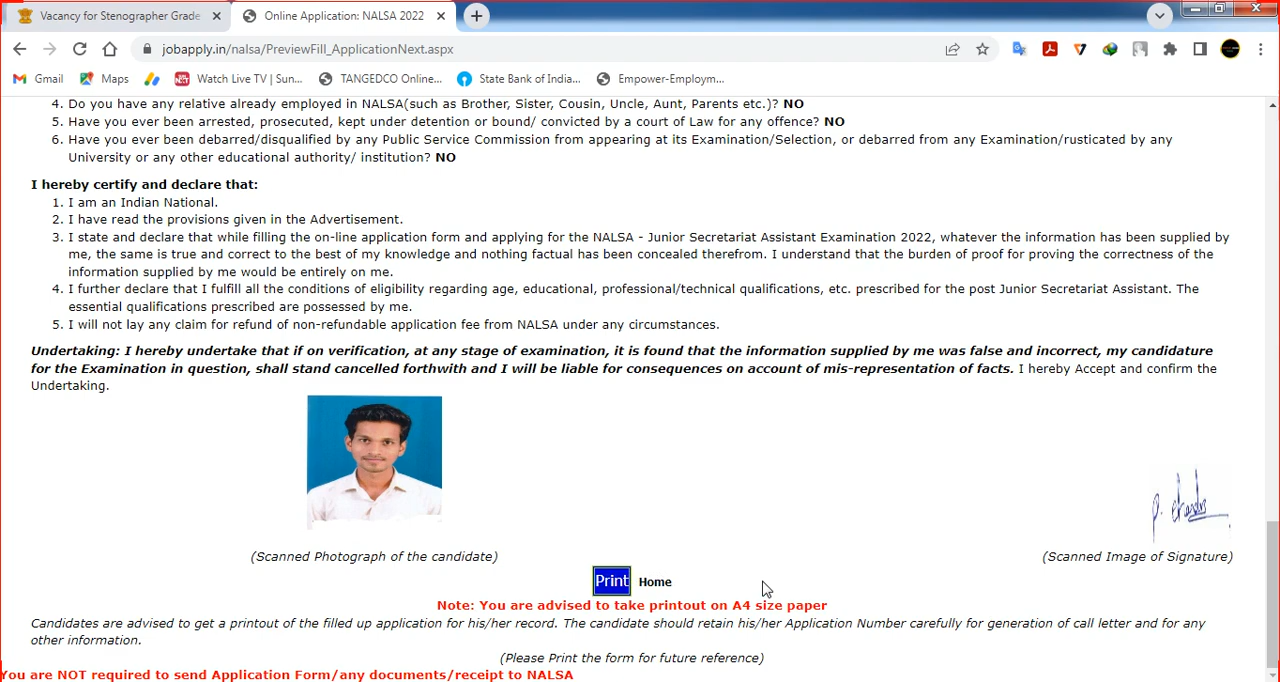 Vacancy for Stenographer Grade
Online Application: NALSA 2022
jobapply.in/nalsa/PreviewFill_ApplicationNext.aspx
Gmail Maps Watch Live TV | Sun... TANGEDCO Online... State Bank of India... Empower-Employm...
4. Do you have any relative already employed in NALSA(such as Brother, Sister, Cousin, Uncle, Aunt, Parents etc.)? NO
5. Have you ever been arrested, prosecuted, kept under detention or bound/ convicted by a court of Law for any offence? NO
6. Have you ever been debarred/disqualified by any Public Service Commission from appearing at its Examination/Selection, or debarred from any Examination/rusticated by any
University or any other educational authority/ institution? NO
I hereby certify and declare that:
1. I am an Indian National.
2. I have read the provisions given in the Advertisement.
3. I state and declare that while filling the on-line application form and applying for the NALSA - Junior Secretariat Assistant Examination 2022, whatever the information has been supplied by
me, the same is true and correct to the best of my knowledge and nothing factual has been concealed therefrom. I understand that the burden of proof for proving the correctness of the
information supplied by me would be entirely on me.
4. I further declare that I fulfill all the conditions of eligibility regarding age, educational, professional/technical qualifications, etc. prescribed for the post Junior Secretariat Assistant. The
essential qualifications prescribed are possessed by me.
5. I will not lay any claim for refund of non-refundable application fee from NALSA under any circumstances.
Undertaking: I hereby undertake that if on verification, at any stage of examination, it is found that the information supplied by me was false and incorrect, my candidature
for the Examination in question, shall stand cancelled forthwith and I will be liable for consequences on account of mis-representation of facts. I hereby Accept and confirm the
Undertaking.
(Scanned Photograph of the candidate)
(Scanned Image of Signature)
Print Home
Note: You are advised to take printout on A4 size paper
Candidates are advised to get a printout of the filled up application for his/her record. The candidate should retain his/her Application Number carefully for generation of call letter and for any
other information.
(Please Print the form for future reference)
You are NOT required to send Application Form/any documents/receipt to NALSA